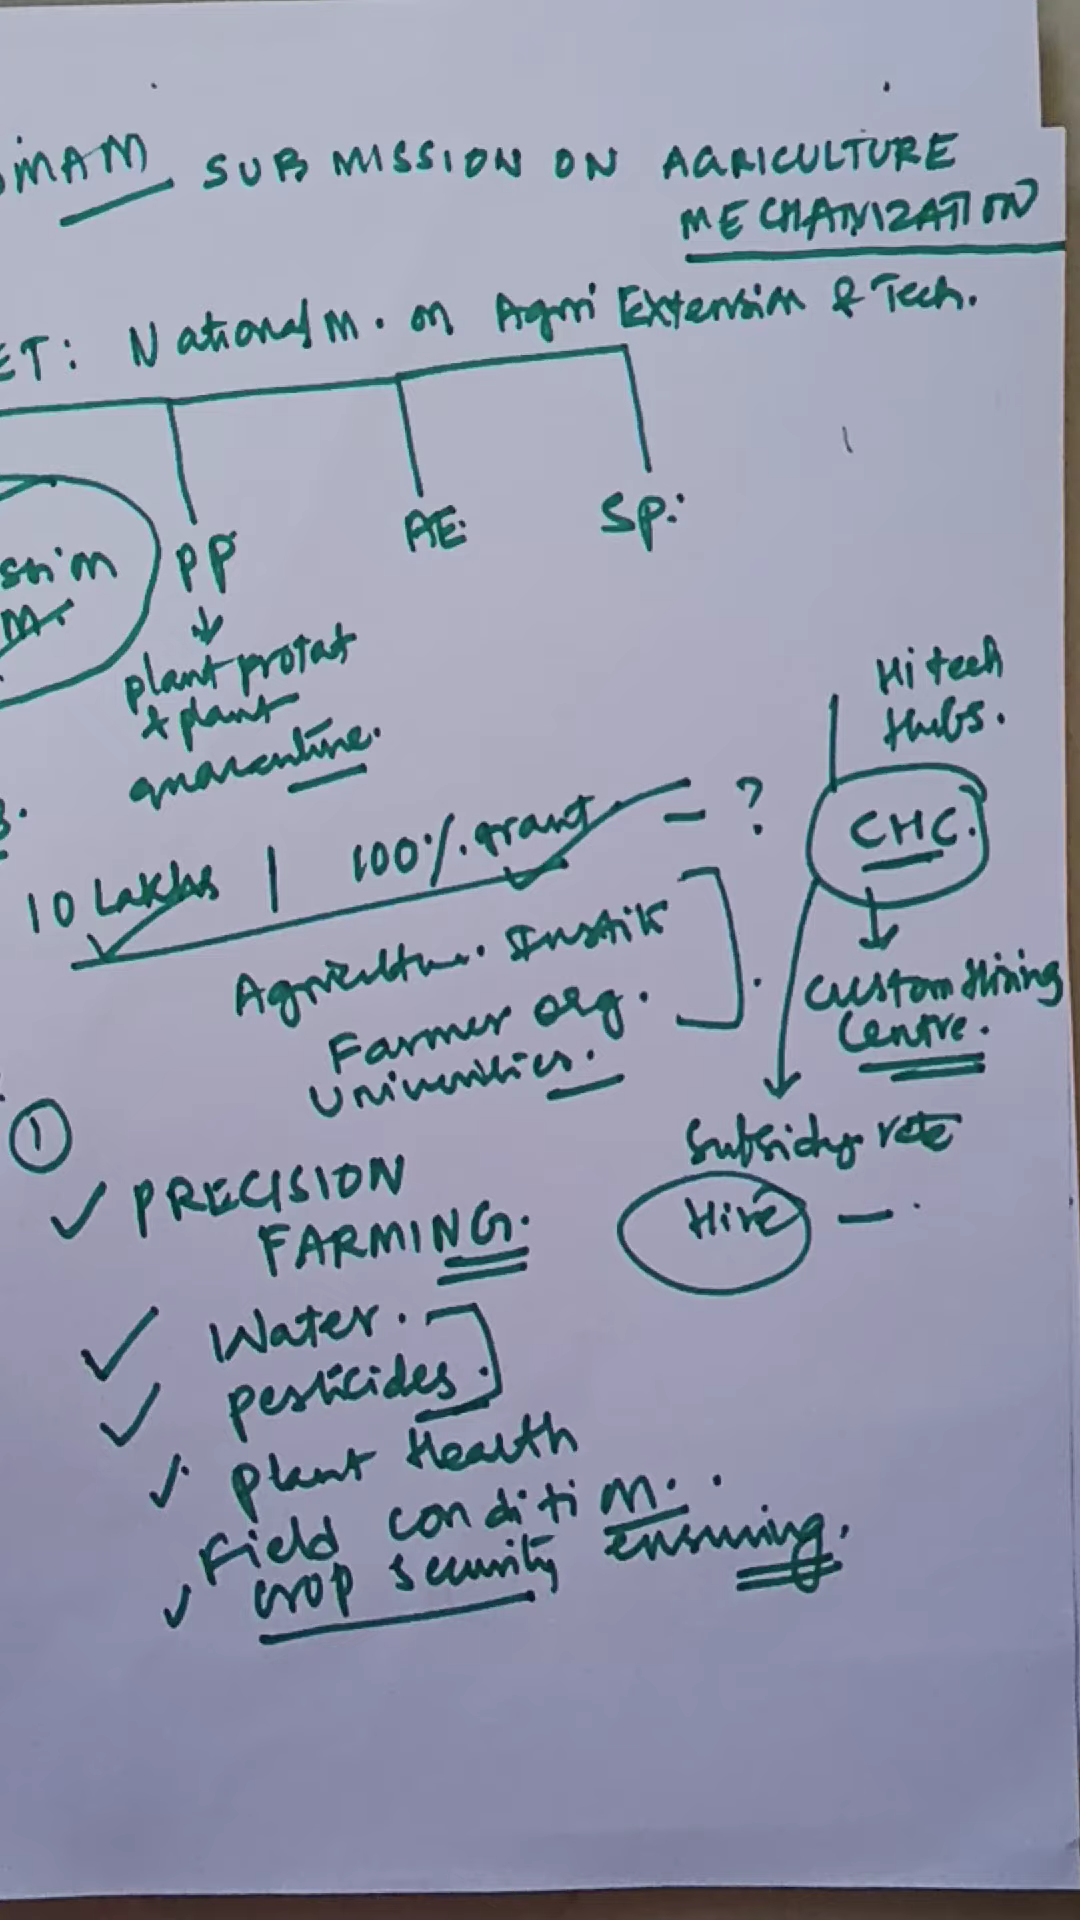 SMAM SUB MISSION ON AGRICULTURE
MECHANIZATION
ET: National M. on Agri Extension & Tech.
PP
AE.
SP.
M.
plant protat
+ plant
quarantine.
Hi tech
Hubs.
10 Lakhs | 100% grant - ?
CHC.
Agriculture. Instit
Farmer org.
Universities.
Custom Hiring
Centre.
Subsidy rate
Hire -
1
PRECISION
FARMING.
Water.
pesticides.
plant Health
Field condition.
crop security ensuring.